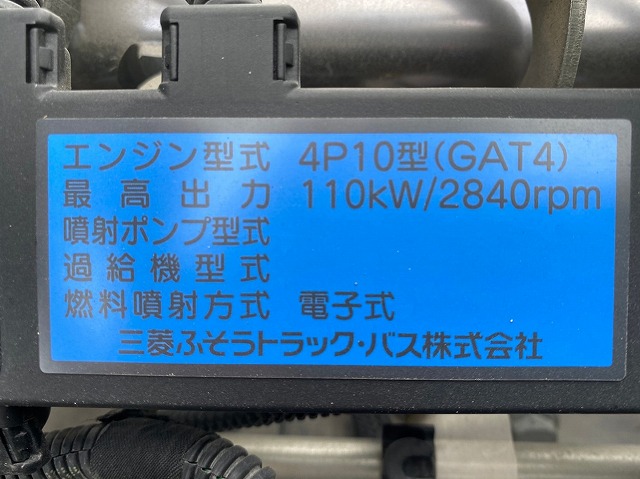 エンジン型式 4P10型(GAT4)
最高出力 110kW/2840rpm
噴射ポンプ型式
過給機型式
燃料噴射方式 電子式
三菱ふそうトラック・バス株式会社